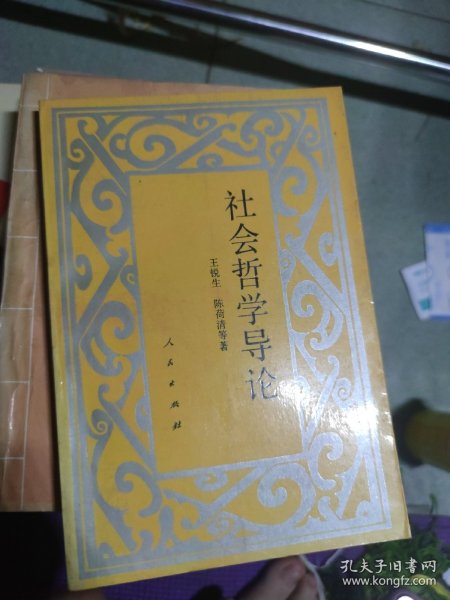 社会哲学导论
王锐生 陈荷清等著
人民出版社
孔夫子旧书网
www.kongfz.com